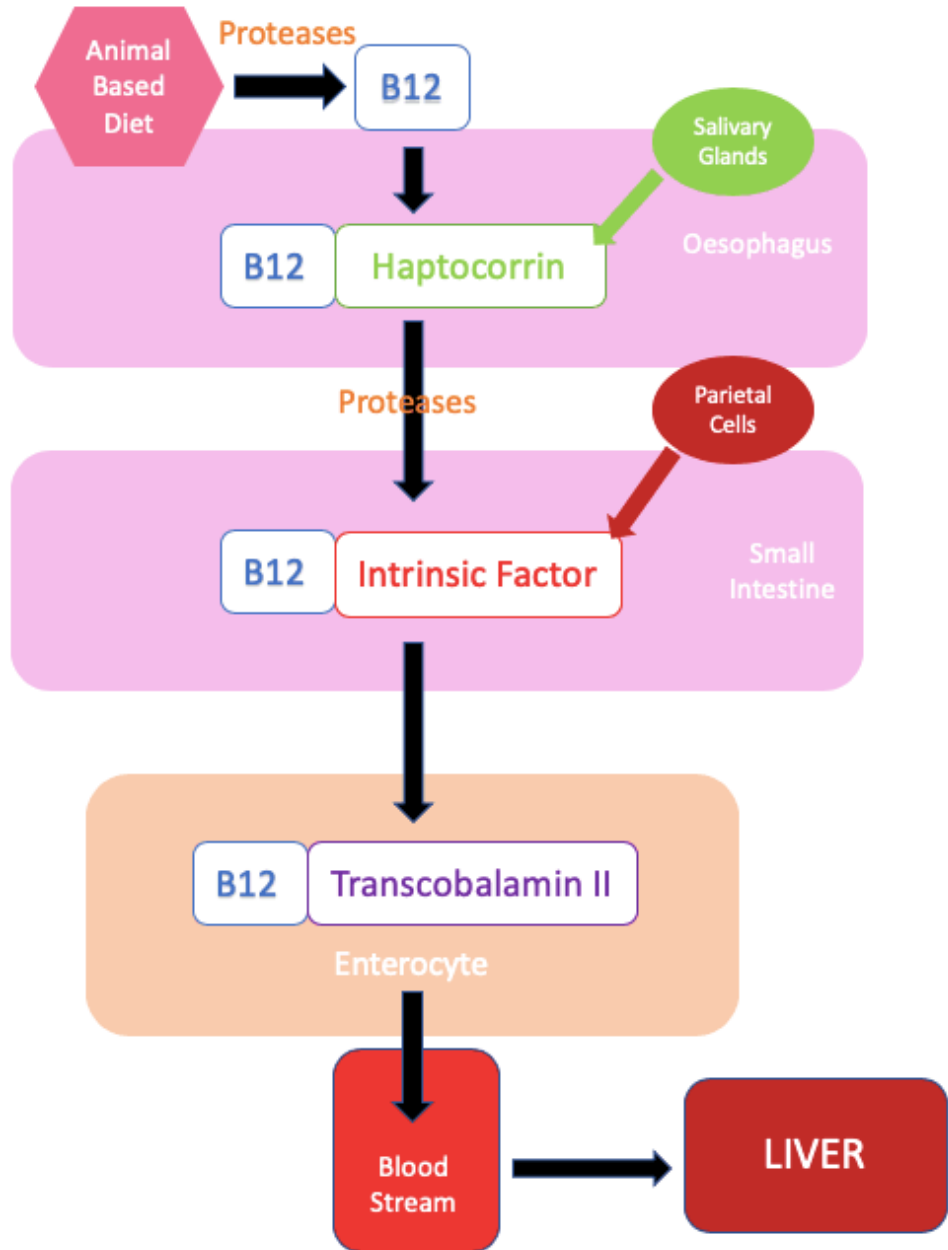 Proteases
Animal
Based
Diet
B12
Salivary
Glands
B12
Haptocorrin
Oesophagus
Proteases
Parietal
Cells
B12
Intrinsic Factor
Small
Intestine
B12
Transcobalamin II
Enterocyte
Blood
Stream
LIVER